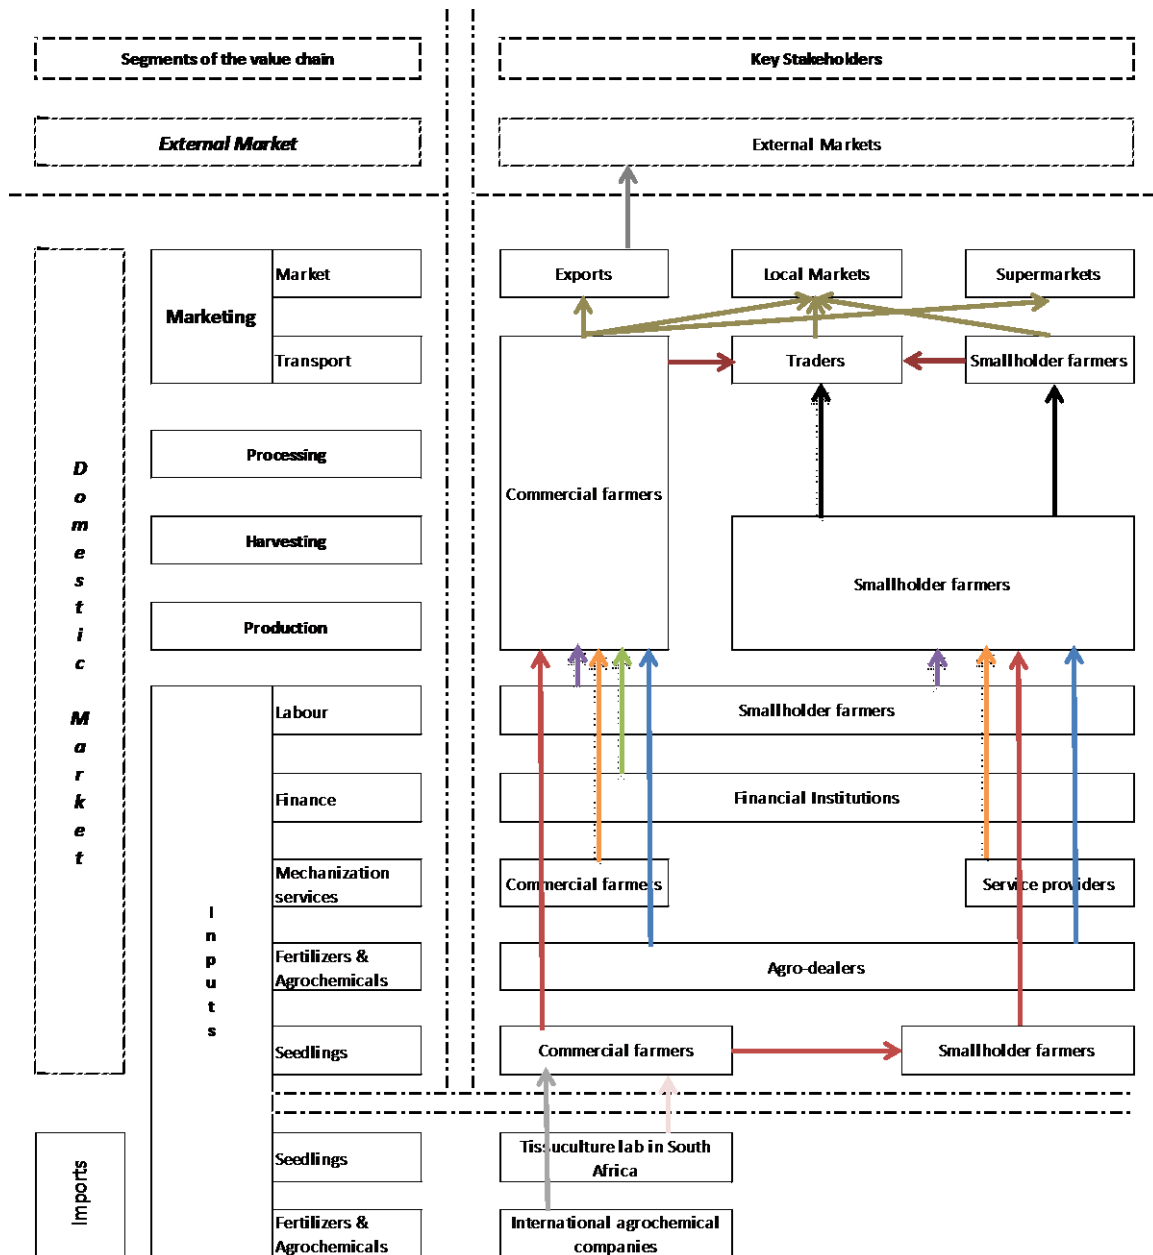 Segments of the value chain
Key Stakeholders
External Market
External Markets
Domestic Market
Marketing
Market
Exports
Local Markets
Supermarkets
Transport
Traders
Smallholder farmers
Processing
Commercial farmers
Harvesting
Smallholder farmers
Production
Inputs
Labour
Smallholder farmers
Finance
Financial Institutions
Mechanization
services
Commercial farmers
Service providers
Fertilizers &
Agrochemicals
Agro-dealers
Seedlings
Commercial farmers
Smallholder farmers
Imports
Seedlings
Tissuculture lab in South
Africa
Fertilizers &
Agrochemicals
International agrochemical
companies